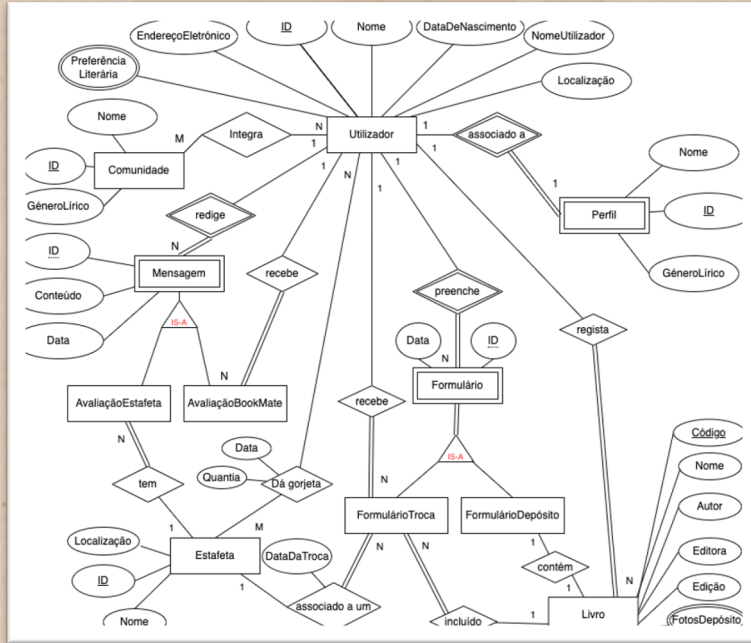 ID
Nome
DataDeNascimento
EndereçoEletrónico
NomeUtilizador
Preferência
Literária
Localização
Nome
M
Integra
N
Utilizador
1
associado a
1
1
1
1
N
1
ID
Comunidade
Nome
GéneroLírico
redige
1
Perfil
ID
N
ID
Mensagem
recebe
preenche
GéneroLírico
Conteúdo
IS-A
regista
Data
Data
ID
N
Formulário
N
AvaliaçãoEstafeta
AvaliaçãoBookMate
recebe
Código
N
Data
IS-A
Nome
tem
Quantia
Dá gorjeta
N
Autor
FormulárioTroca
FormulárioDepósito
1
M
Localização
Estafeta
DataDaTroca
N
N
1
Editora
contém
ID
1
1
N
Edição
Nome
associado a um
incluído
1
Livro
FotosDepósito